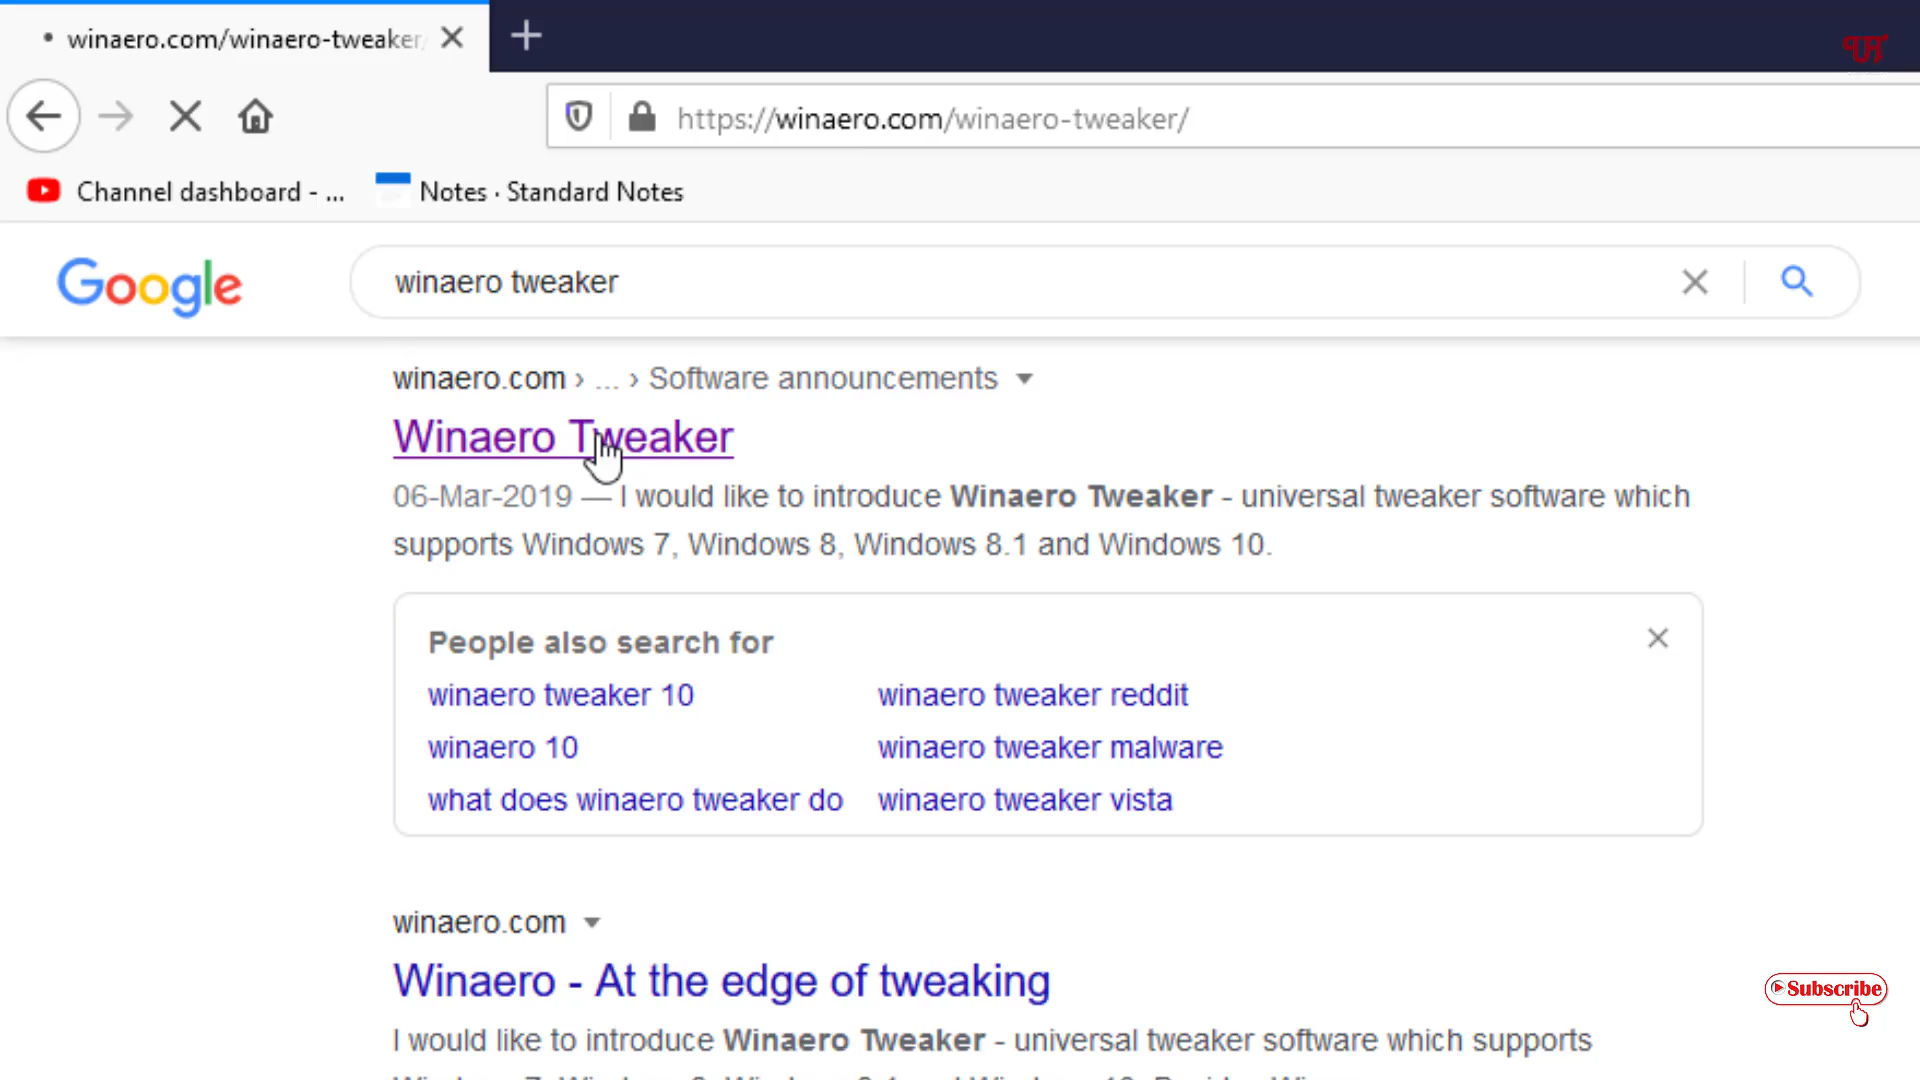 winaero.com/winaero-tweaker/
https://winaero.com/winaero-tweaker/
Channel dashboard - ...
Notes · Standard Notes
Google
winaero tweaker
winaero.com › ... › Software announcements
Winaero Tweaker
06-Mar-2019 — I would like to introduce Winaero Tweaker - universal tweaker software which
supports Windows 7, Windows 8, Windows 8.1 and Windows 10.
People also search for
winaero tweaker 10
winaero tweaker reddit
winaero 10
winaero tweaker malware
what does winaero tweaker do
winaero tweaker vista
winaero.com
Winaero - At the edge of tweaking
I would like to introduce Winaero Tweaker - universal tweaker software which supports
Subscribe